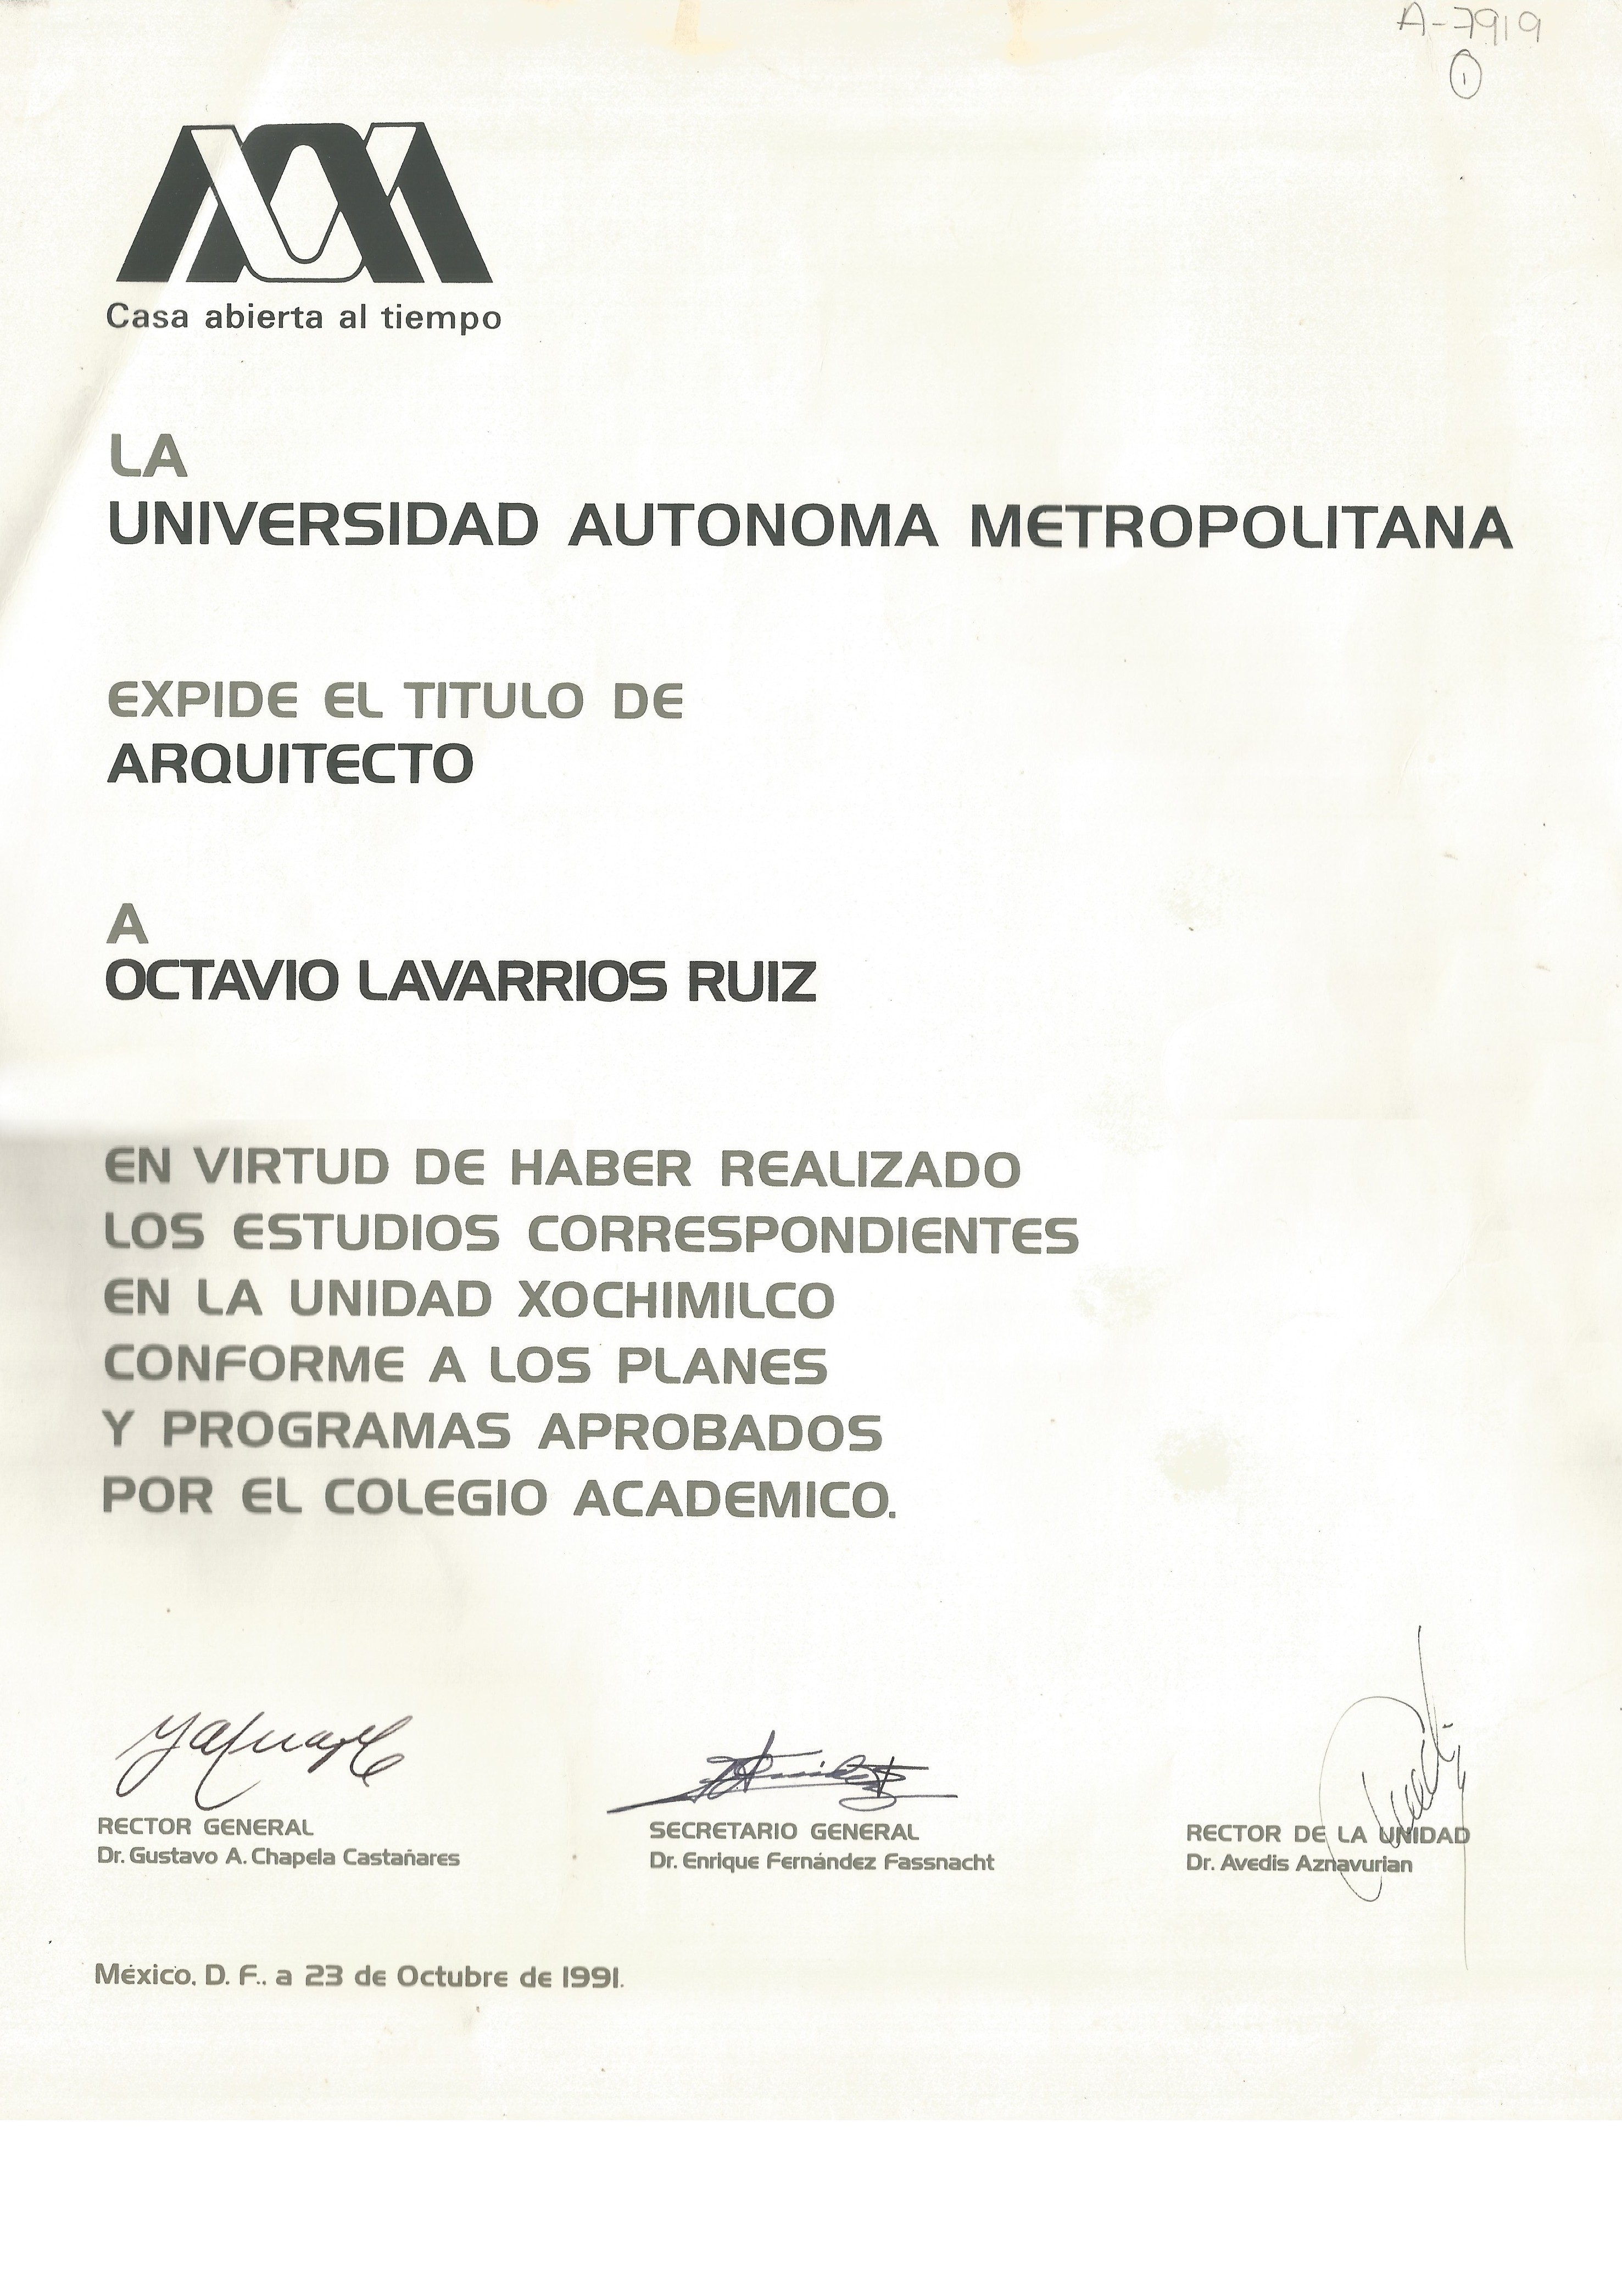 A-7919
1
Casa abierta al tiempo
LA
UNIVERSIDAD AUTONOMA METROPOLITANA
EXPIDE EL TITULO DE
ARQUITECTO
A
OCTAVIO LAVARRIOS RUIZ
EN VIRTUD DE HABER REALIZADO
LOS ESTUDIOS CORRESPONDIENTES
EN LA UNIDAD XOCHIMILCO
CONFORME A LOS PLANES
Y PROGRAMAS APROBADOS
POR EL COLEGIO ACADEMICO.
RECTOR GENERAL
Dr. Gustavo A. Chapela Castañares
SECRETARIO GENERAL
Dr. Enrique Fernández Fassnacht
RECTOR DE LA UNIDAD
Dr. Avedis Aznavurian
México, D. F., a 23 de Octubre de 1991.